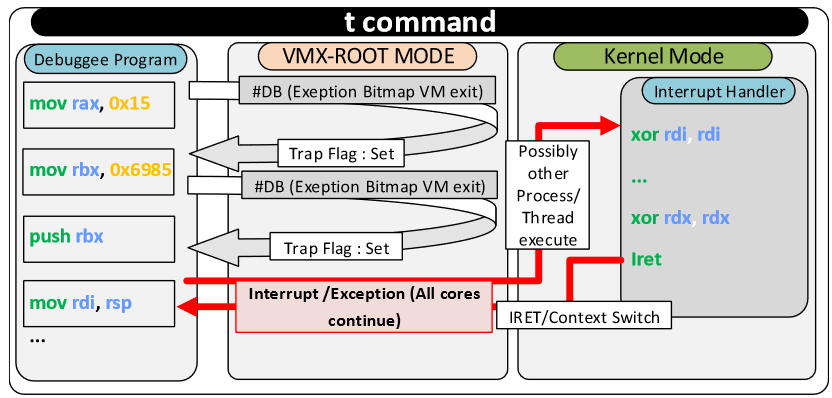 t command
Debuggee Program
mov rax, 0x15
mov rbx, 0x6985
push rbx
mov rdi, rsp
...
VMX-ROOT MODE
#DB (Exeption Bitmap VM exit)
Trap Flag : Set
#DB (Exeption Bitmap VM exit)
Trap Flag : Set
Interrupt /Exception (All cores
continue)
Possibly
other
Process/
Thread
execute
IRET/Context Switch
Kernel Mode
Interrupt Handler
xor rdi, rdi
...
xor rdx, rdx
Iret